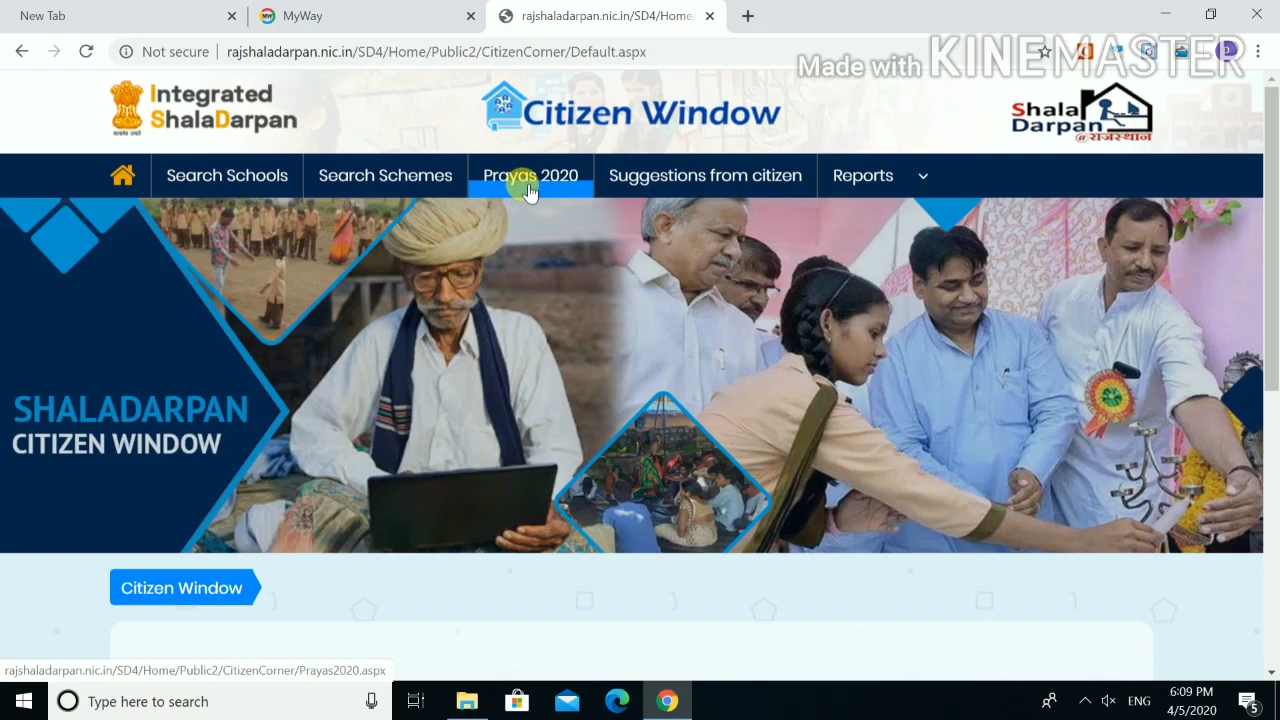 New Tab
MyWay
rajshaladarpan.nic.in/SD4/Home/
Not secure
rajshaladarpan.nic.in/SD4/Home/Public2/CitizenCorner/Default.aspx
Made with KINEMASTER
Integrated
ShalaDarpan
Citizen Window
Shala
Darpan
@राजस्थान
Search Schools
Search Schemes
Prayas 2020
Suggestions from citizen
Reports
SHALADARPAN
CITIZEN WINDOW
Citizen Window
rajshaladarpan.nic.in/SD4/Home/Public2/CitizenCorner/Prayas2020.aspx
Type here to search
ENG
6:09 PM
4/5/2020
5